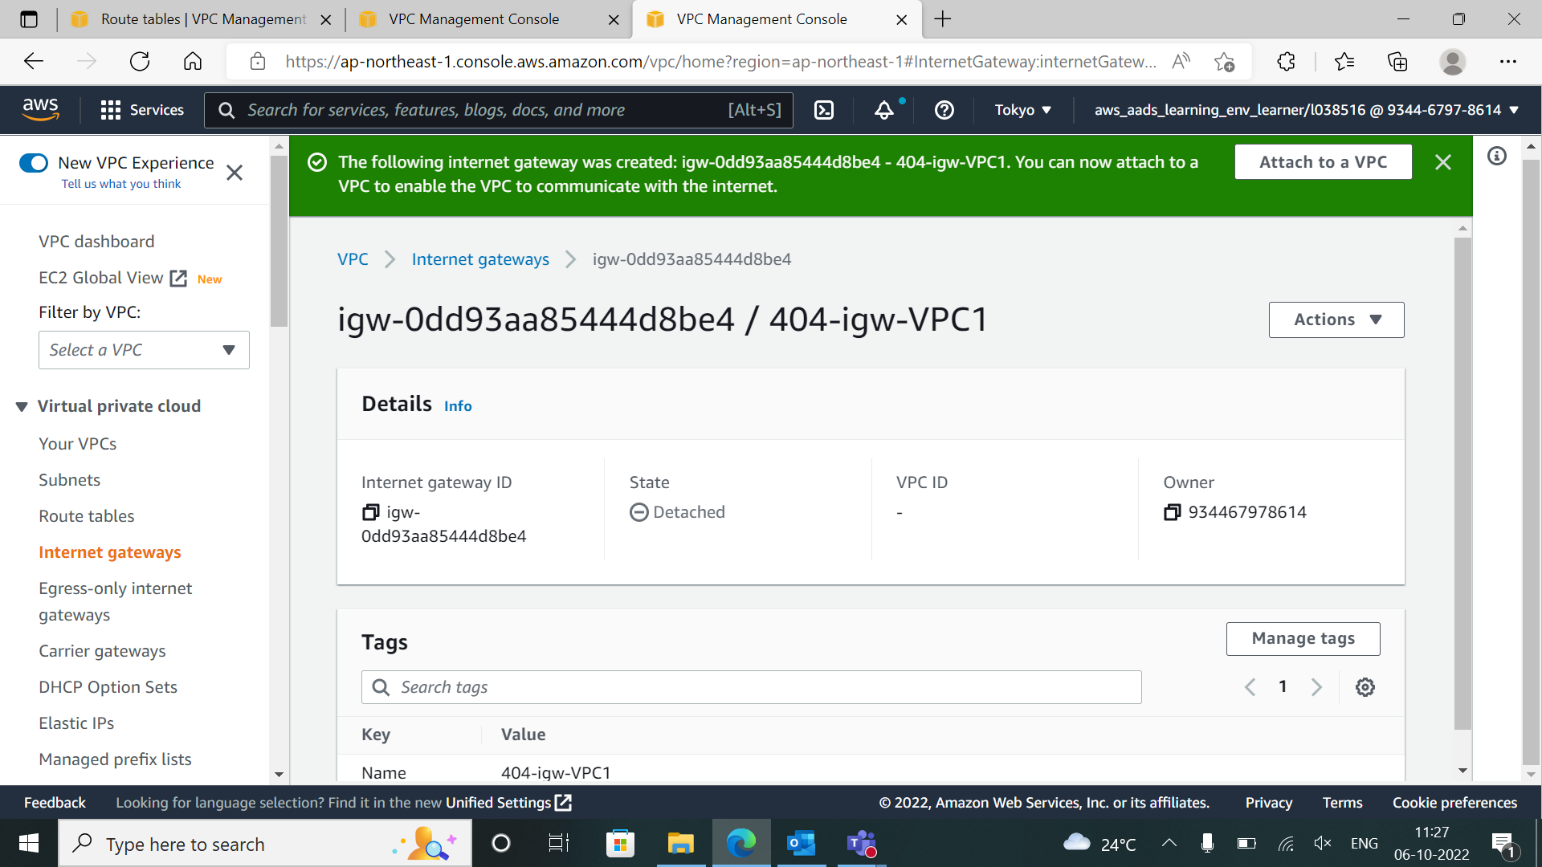 Route tables | VPC Management
VPC Management Console
VPC Management Console
https://ap-northeast-1.console.aws.amazon.com/vpc/home?region=ap-northeast-1#InternetGateway:internetGatew...
aws
Services
Search for services, features, blogs, docs, and more
[Alt+S]
Tokyo
aws_aads_learning_env_learner/l038516 @ 9344-6797-8614
New VPC Experience
Tell us what you think
The following internet gateway was created: igw-0dd93aa85444d8be4 - 404-igw-VPC1. You can now attach to a
VPC to enable the VPC to communicate with the internet.
Attach to a VPC
VPC dashboard
EC2 Global View New
Filter by VPC:
Select a VPC
Virtual private cloud
Your VPCs
Subnets
Route tables
Internet gateways
Egress-only internet
gateways
Carrier gateways
DHCP Option Sets
Elastic IPs
Managed prefix lists
VPC
Internet gateways
igw-0dd93aa85444d8be4
igw-0dd93aa85444d8be4 / 404-igw-VPC1
Actions
Details Info
Internet gateway ID
igw-
0dd93aa85444d8be4
State
Detached
VPC ID
-
Owner
934467978614
Tags
Manage tags
Search tags
1
Key
Value
Name
404-igw-VPC1
Feedback
Looking for language selection? Find it in the new Unified Settings
© 2022, Amazon Web Services, Inc. or its affiliates.
Privacy
Terms
Cookie preferences
Type here to search
24°C
ENG
11:27
06-10-2022
1